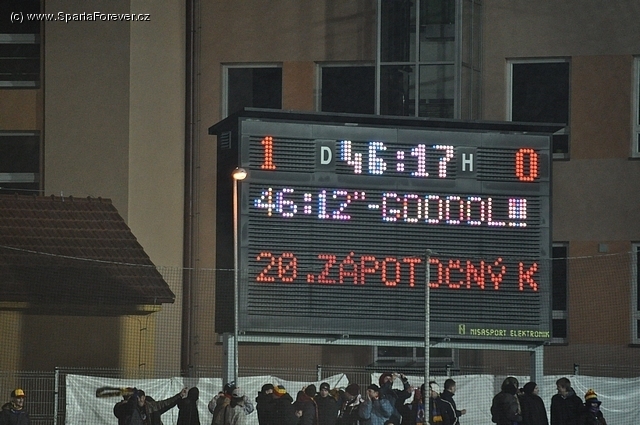 (c) www.SpartaForever.cz
1 D 46:17 H 0
46:12"-GOOOOL!!!
20.ZÁPOTOČNÝ K
NISASPORT ELEKTRONIK